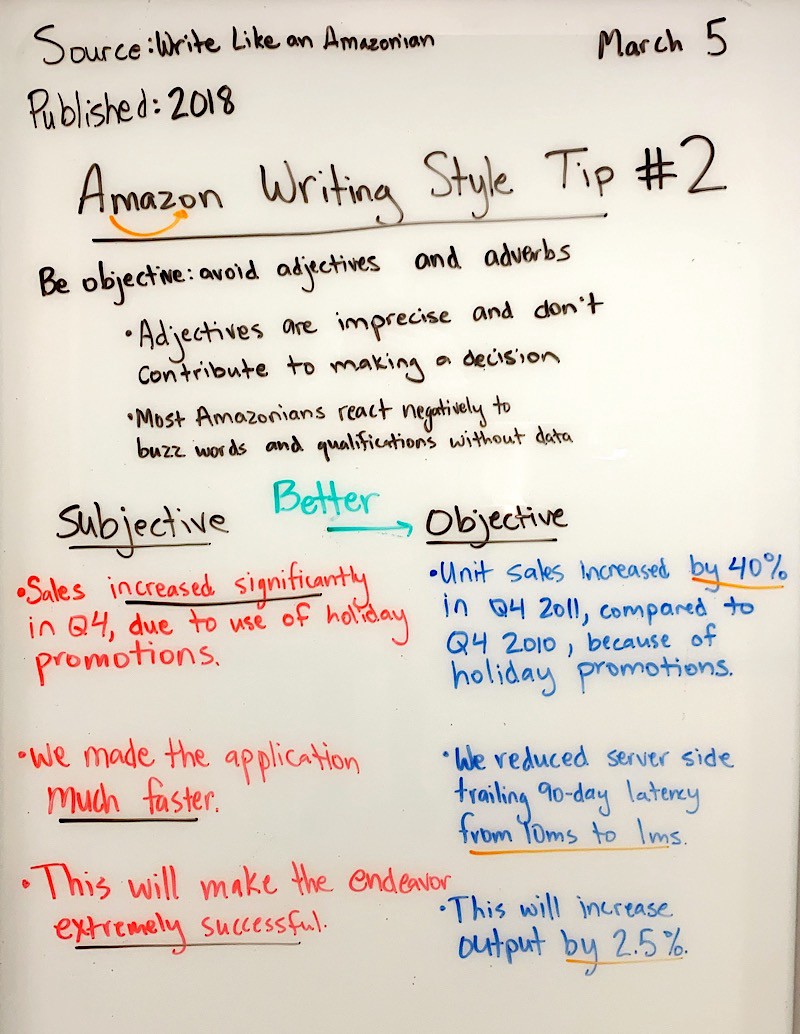 Source: Write Like an Amazonian
March 5
Published: 2018
Amazon Writing Style Tip #2
Be objective: avoid adjectives and adverbs
• Adjectives are imprecise and don't
contribute to making a decision
• Most Amazonians react negatively to
buzz words and qualifications without data
Better
Subjective
• Sales increased significantly
in Q4, due to use of holiday
promotions.
• We made the application
much faster.
• This will make the endeavor
extremely successful.
Objective
• Unit sales increased by 40%
in Q4 2011, compared to
Q4 2010, because of
holiday promotions.
• We reduced server side
trailing 90-day latency
from 10ms to 1ms.
• This will increase
output by 2.5%.